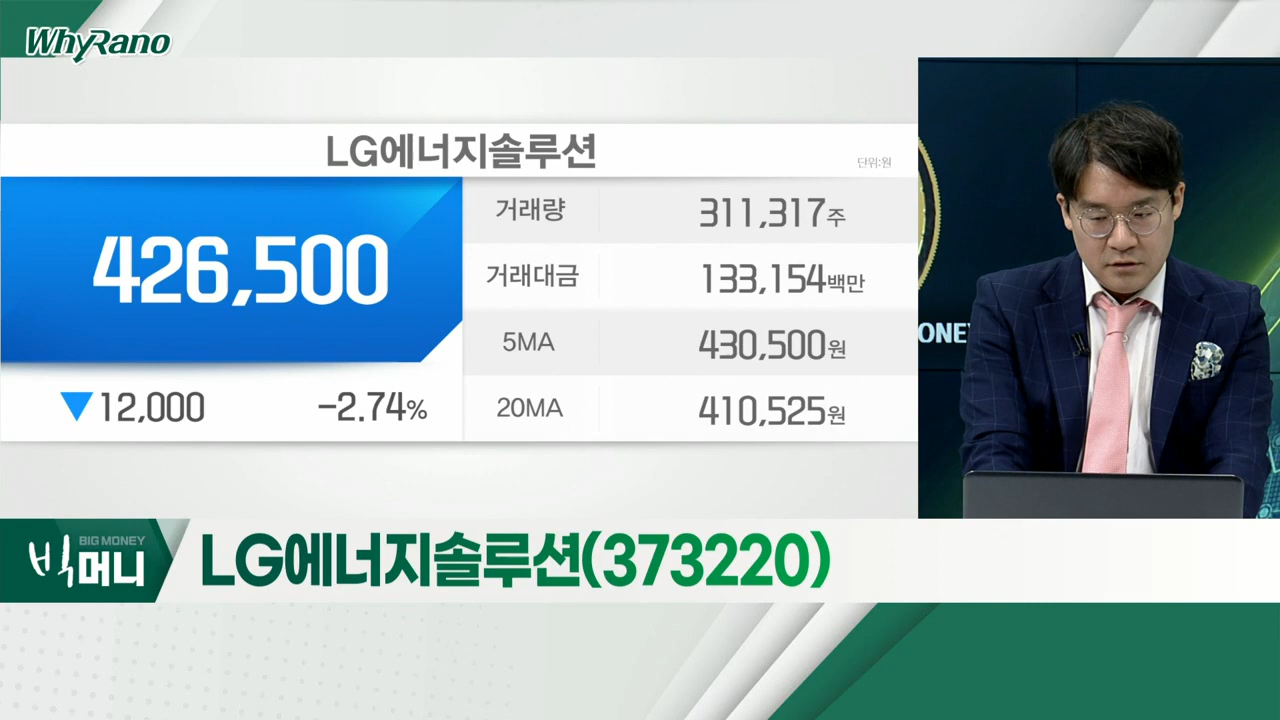 WhyRano
LG에너지솔루션
단위:원
426,500
▼12,000 -2.74%
거래량 311,317주
거래대금 133,154백만
5MA 430,500원
20MA 410,525원
ONEY
BIG MONEY
빅머니
LG에너지솔루션(373220)